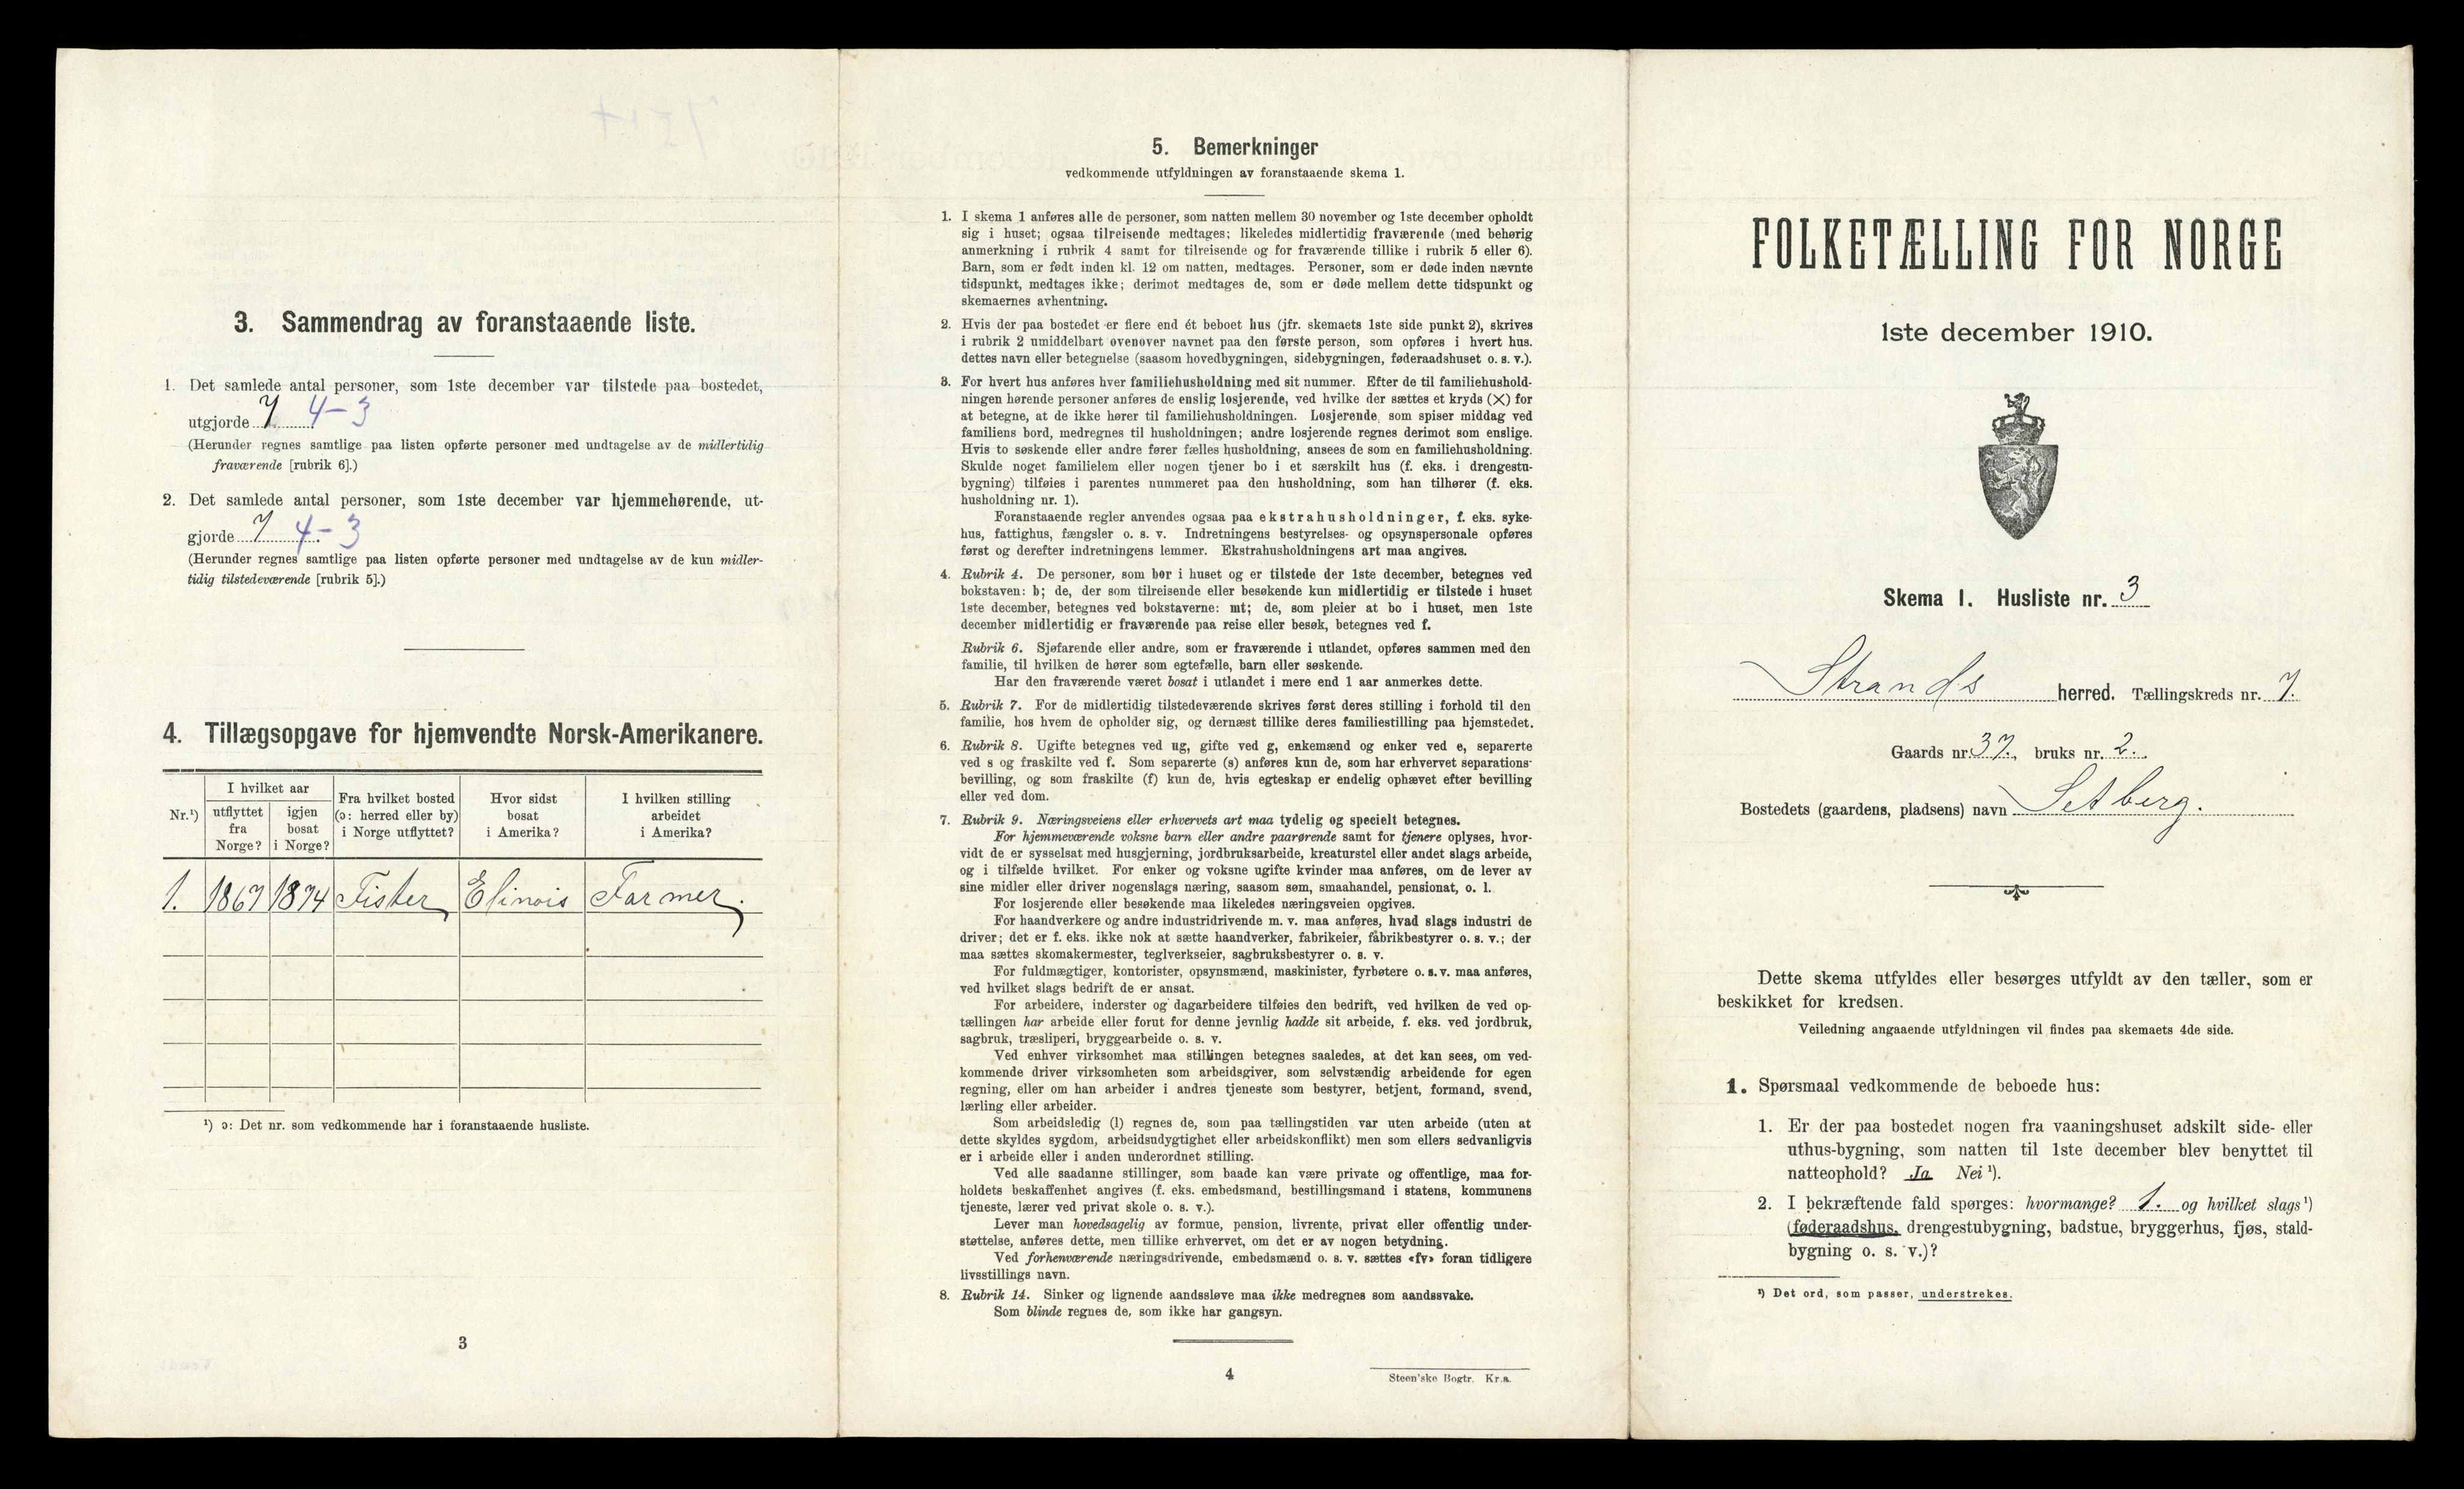 3. Sammendrag av foranstaaende liste.
1. Det samlede antal personer, som 1ste december var tilstede paa bostedet,
utgjorde 7 4-3
(Herunder regnes samtlige paa listen opførte personer med undtagelse av de midlertidig
fraværende [rubrik 6].)
2. Det samlede antal personer, som 1ste december var hjemmehørende, ut-
gjorde 7 4-3
(Herunder regnes samtlige paa listen opførte personer med undtagelse av de kun midler-
tidig tilstedeværende [rubrik 5].)
4. Tillægsopgave for hjemvendte Norsk-Amerikanere.
Nr.¹)
I hvilket aar
utflyttet fra Norge?
igjen bosat i Norge?
Fra hvilket bosted (ɔ: herred eller by) i Norge utflyttet?
Hvor sidst bosat i Amerika?
I hvilken stilling arbeidet i Amerika?
1. 1867 1874 Fister Elinois Farmer.
¹) ɔ: Det nr. som vedkommende har i foranstaaende husliste.
3
5. Bemerkninger
vedkommende utfyldningen av foranstaaende skema 1.
1. I skema 1 anføres alle de personer, som natten mellem 30 november og 1ste december opholdt
sig i huset; ogsaa tilreisende medtages; likeledes midlertidig fraværende (med behørig
anmerkning i rubrik 4 samt for tilreisende og for fraværende tillike i rubrik 5 eller 6).
Barn, som er født inden kl. 12 om natten, medtages. Personer, som er døde inden nævnte
tidspunkt, medtages ikke; derimot medtages de, som er døde mellem dette tidspunkt og
skemaernes avhentning.
2. Hvis der paa bostedet er flere end ét beboet hus (jfr. skemaets 1ste side punkt 2), skrives
i rubrik 2 umiddelbart ovenover navnet paa den første person, som opføres i hvert hus.
dettes navn eller betegnelse (saasom hovedbygningen, sidebygningen, føderaadshuset o. s. v.).
3. For hvert hus anføres hver familiehusholdning med sit nummer. Efter de til familiehushold-
ningen hørende personer anføres de enslig losjerende, ved hvilke der sættes et kryds (✕) for
at betegne, at de ikke hører til familiehusholdningen. Losjerende som spiser middag ved
familiens bord, medregnes til husholdningen; andre losjerende regnes derimot som enslige.
Hvis to søskende eller andre fører fælles husholdning, ansees de som en familiehusholdning.
Skulde noget familielem eller nogen tjener bo i et særskilt hus (f. eks. i drengestu-
bygning) tilføies i parentes nummeret paa den husholdning, som han tilhører (f. eks.
husholdning nr. 1).
Foranstaaende regler anvendes ogsaa paa ekstrahusholdninger, f. eks. syke-
hus, fattighus, fængsler o. s. v. Indretningens bestyrelses- og opsynspersonale opføres
først og derefter indretningens lemmer. Ekstrahusholdningens art maa angives.
4. Rubrik 4. De personer, som bor i huset og er tilstede der 1ste december, betegnes ved
bokstaven: b; de, der som tilreisende eller besøkende kun midlertidig er tilstede i huset
1ste december, betegnes ved bokstaverne: mt; de, som pleier at bo i huset, men 1ste
december midlertidig er fraværende paa reise eller besøk, betegnes ved f.
Rubrik 6. Sjøfarende eller andre, som er fraværende i utlandet, opføres sammen med den
familie, til hvilken de hører som egtefælle, barn eller søskende.
Har den fraværende været bosat i utlandet i mere end 1 aar anmerkes dette.
5. Rubrik 7. For de midlertidig tilstedeværende skrives først deres stilling i forhold til den
familie, hos hvem de opholder sig, og dernæst tillike deres familiestilling paa hjemstedet.
6. Rubrik 8. Ugifte betegnes ved ug, gifte ved g, enkemænd og enker ved e, separerte
ved s og fraskilte ved f. Som separerte (s) anføres kun de, som har erhvervet separations-
bevilling, og som fraskilte (f) kun de, hvis egteskap er endelig ophævet efter bevilling
eller ved dom.
7. Rubrik 9. Næringsveiens eller erhvervets art maa tydelig og specielt betegnes.
For hjemmeværende voksne barn eller andre paarørende samt for tjenere oplyses, hvor-
vidt de er sysselsat med husgjerning, jordbruksarbeide, kreaturstel eller andet slags arbeide,
og i tilfælde hvilket. For enker og voksne ugifte kvinder maa anføres, om de lever av
sine midler eller driver nogenslags næring, saasom søm, smaahandel, pensionat, o. l.
For losjerende eller besøkende maa likeledes næringsveien opgives.
For haandverkere og andre industridrivende m. v. maa anføres, hvad slags industri de
driver; det er f. eks. ikke nok at sætte haandverker, fabrikeier, fabrikbestyrer o. s. v.; der
maa sættes skomakermester, teglverkseier, sagbruksbestyrer o. s. v.
For fuldmægtiger, kontorister, opsynsmænd, maskinister, fyrbøtere o. s. v. maa anføres,
ved hvilket slags bedrift de er ansat.
For arbeidere, inderster og dagarbeidere tilføies den bedrift, ved hvilken de ved op-
tællingen har arbeide eller forut for denne jevnlig hadde sit arbeide, f. eks. ved jordbruk,
sagbruk, træsliperi, bryggearbeide o. s. v.
Ved enhver virksomhet maa stillingen betegnes saaledes, at det kan sees, om ved-
kommende driver virksomheten som arbeidsgiver, som selvstændig arbeidende for egen
regning, eller om han arbeider i andres tjeneste som bestyrer, betjent, formand, svend,
lærling eller arbeider.
Som arbeidsledig (l) regnes de, som paa tællingstiden var uten arbeide (uten at
dette skyldes sygdom, arbeidsudygtighet eller arbeidskonflikt) men som ellers sedvanligvis
er i arbeide eller i anden underordnet stilling.
Ved alle saadanne stillinger, som baade kan være private og offentlige, maa for-
holdets beskaffenhet angives (f. eks. embedsmand, bestillingsmand i statens, kommunens
tjeneste, lærer ved privat skole o. s. v.).
Lever man hovedsagelig av formue, pension, livrente, privat eller offentlig under-
støttelse, anføres dette, men tillike erhvervet, om det er av nogen betydning.
Ved forhenværende næringsdrivende, embedsmænd o. s. v. sættes «fv» foran tidligere
livsstillings navn.
8. Rubrik 14. Sinker og lignende aandssløve maa ikke medregnes som aandssvake.
Som blinde regnes de, som ikke har gangsyn.
4
Steen'ske Bogtr. Kr.a.
FOLKETÆLLING FOR NORGE
1ste december 1910.
Skema 1. Husliste nr. 3
Strands herred. Tællingskreds nr. 7.
Gaards nr. 37., bruks nr. 2.
Bostedets (gaardens, pladsens) navn Setberg.
Dette skema utfyldes eller besørges utfyldt av den tæller, som er
beskikket for kredsen.
Veiledning angaaende utfyldningen vil findes paa skemaets 4de side.
1. Spørsmaal vedkommende de beboede hus:
1. Er der paa bostedet nogen fra vaaningshuset adskilt side- eller
uthus-bygning, som natten til 1ste december blev benyttet til
natteophold? Ja Nei ¹).
2. I bekræftende fald spørges: hvormange? 1. og hvilket slags ¹)
(føderaadshus, drengestubygning, badstue, bryggerhus, fjøs, stald-
bygning o. s. v.)?
¹) Det ord, som passer, understrekes.